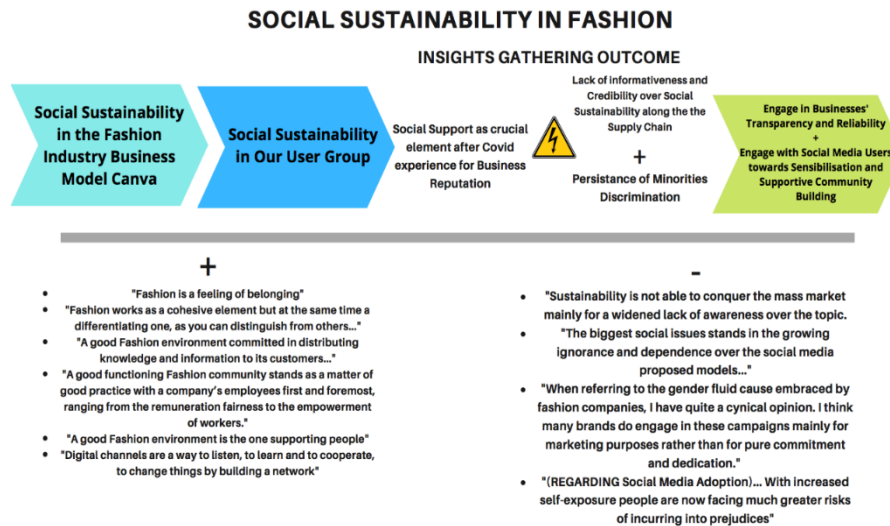 SOCIAL SUSTAINABILITY IN FASHION
INSIGHTS GATHERING OUTCOME
Social Sustainability
in the Fashion
Industry Business
Model Canva
Social Sustainability
in Our User Group
Social Support as crucial
element after Covid
experience for Business
Reputation
Lack of informativeness and
Credibility over Social
Sustainability along the the
Supply Chain
+
Persistance of Minorities
Discrimination
Engage in Businesses'
Transparency and Reliability
+
Engage with Social Media Users
towards Sensibilisation and
Supportive Community
Building
+
• "Fashion is a feeling of belonging"
• "Fashion works as a cohesive element but at the same time a
differentiating one, as you can distinguish from others..."
• "A good Fashion environment committed in distributing
knowledge and information to its customers..."
• "A good functioning Fashion community stands as a matter of
good practice with a company's employees first and foremost,
ranging from the remuneration fairness to the empowerment
of workers."
• "A good Fashion environment is the one supporting people"
• "Digital channels are a way to listen, to learn and to cooperate,
to change things by building a network"
-
• "Sustainability is not able to conquer the mass market
mainly for a widened lack of awareness over the topic.
• "The biggest social issues stands in the growing
ignorance and dependence over the social media
proposed models..."
• "When referring to the gender fluid cause embraced by
fashion companies, I have quite a cynical opinion. I think
many brands do engage in these campaigns mainly for
marketing purposes rather than for pure commitment
and dedication."
• "(REGARDING Social Media Adoption)... With increased
self-exposure people are now facing much greater risks
of incurring into prejudices"